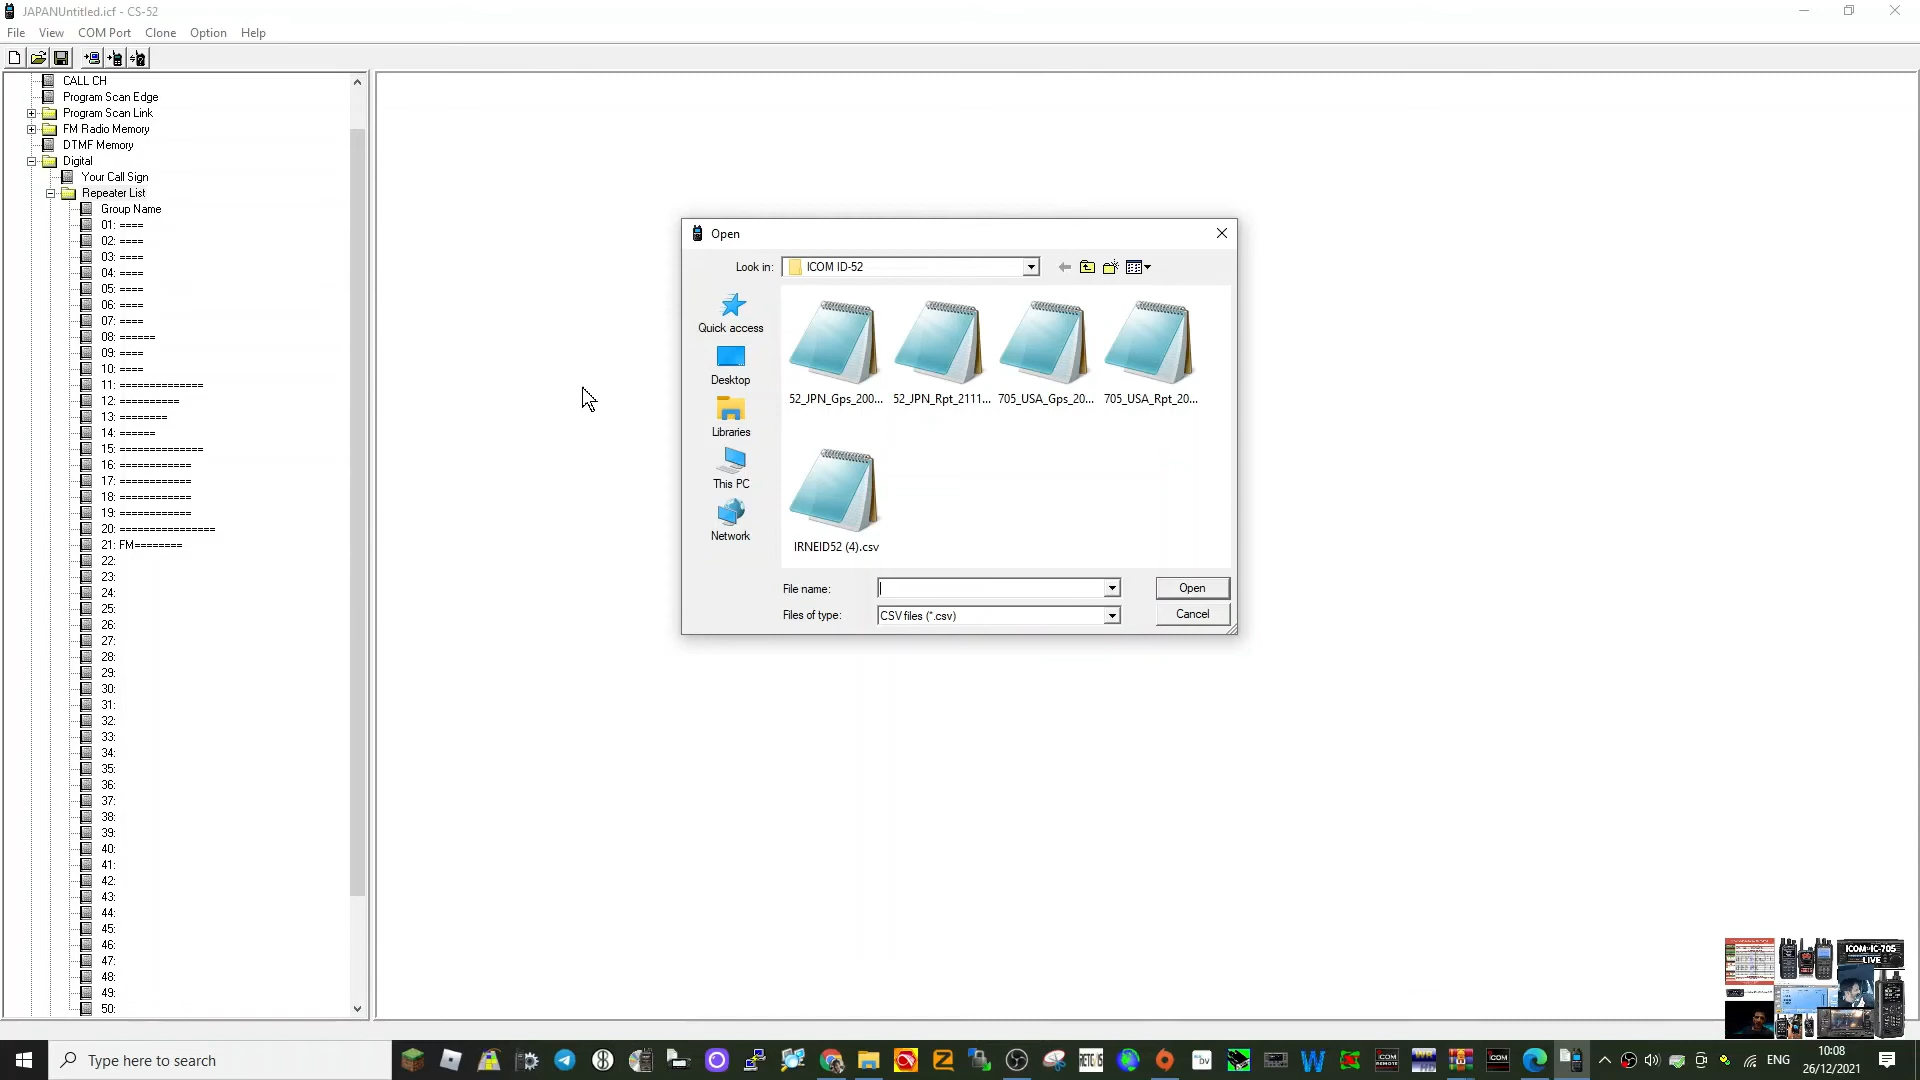 JAPANUntitled.icf - CS-52
File View COM Port Clone Option Help
CALL CH
Program Scan Edge
Program Scan Link
FM Radio Memory
DTMF Memory
Digital
Your Call Sign
Repeater List
Group Name
01: ====
02: ====
03: ====
04: ====
05: ====
06: ====
07: ====
08: ======
09: ====
10: ====
11: ==============
12: ==========
13: ========
14: ======
15: ==============
16: ============
17: ============
18: ============
19: ============
20: ================
21: FM========
22:
23:
24:
25:
26:
27:
28:
29:
30:
31:
32:
33:
34:
35:
36:
37:
38:
39:
40:
41:
42:
43:
44:
45:
46:
47:
48:
49:
50:
Open
Look in: ICOM ID-52
Quick access
Desktop
Libraries
This PC
Network
52_JPN_Gps_200... 52_JPN_Rpt_2111... 705_USA_Gps_20... 705_USA_Rpt_20...
IRNEID52 (4).csv
File name:
Open
Files of type: CSV files (*.csv)
Cancel
ICOM IC-705
LIVE
Type here to search
ENG
10:08
26/12/2021